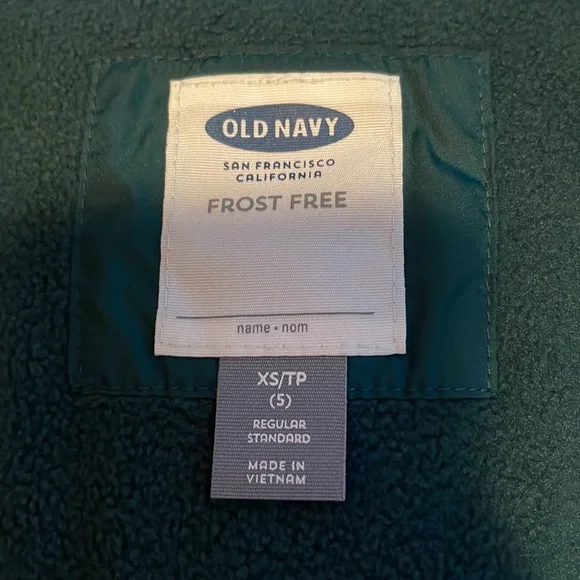 OLD NAVY
SAN FRANCISCO
CALIFORNIA
FROST FREE
name • nom
XS/TP
(5)
REGULAR
STANDARD
MADE IN
VIETNAM